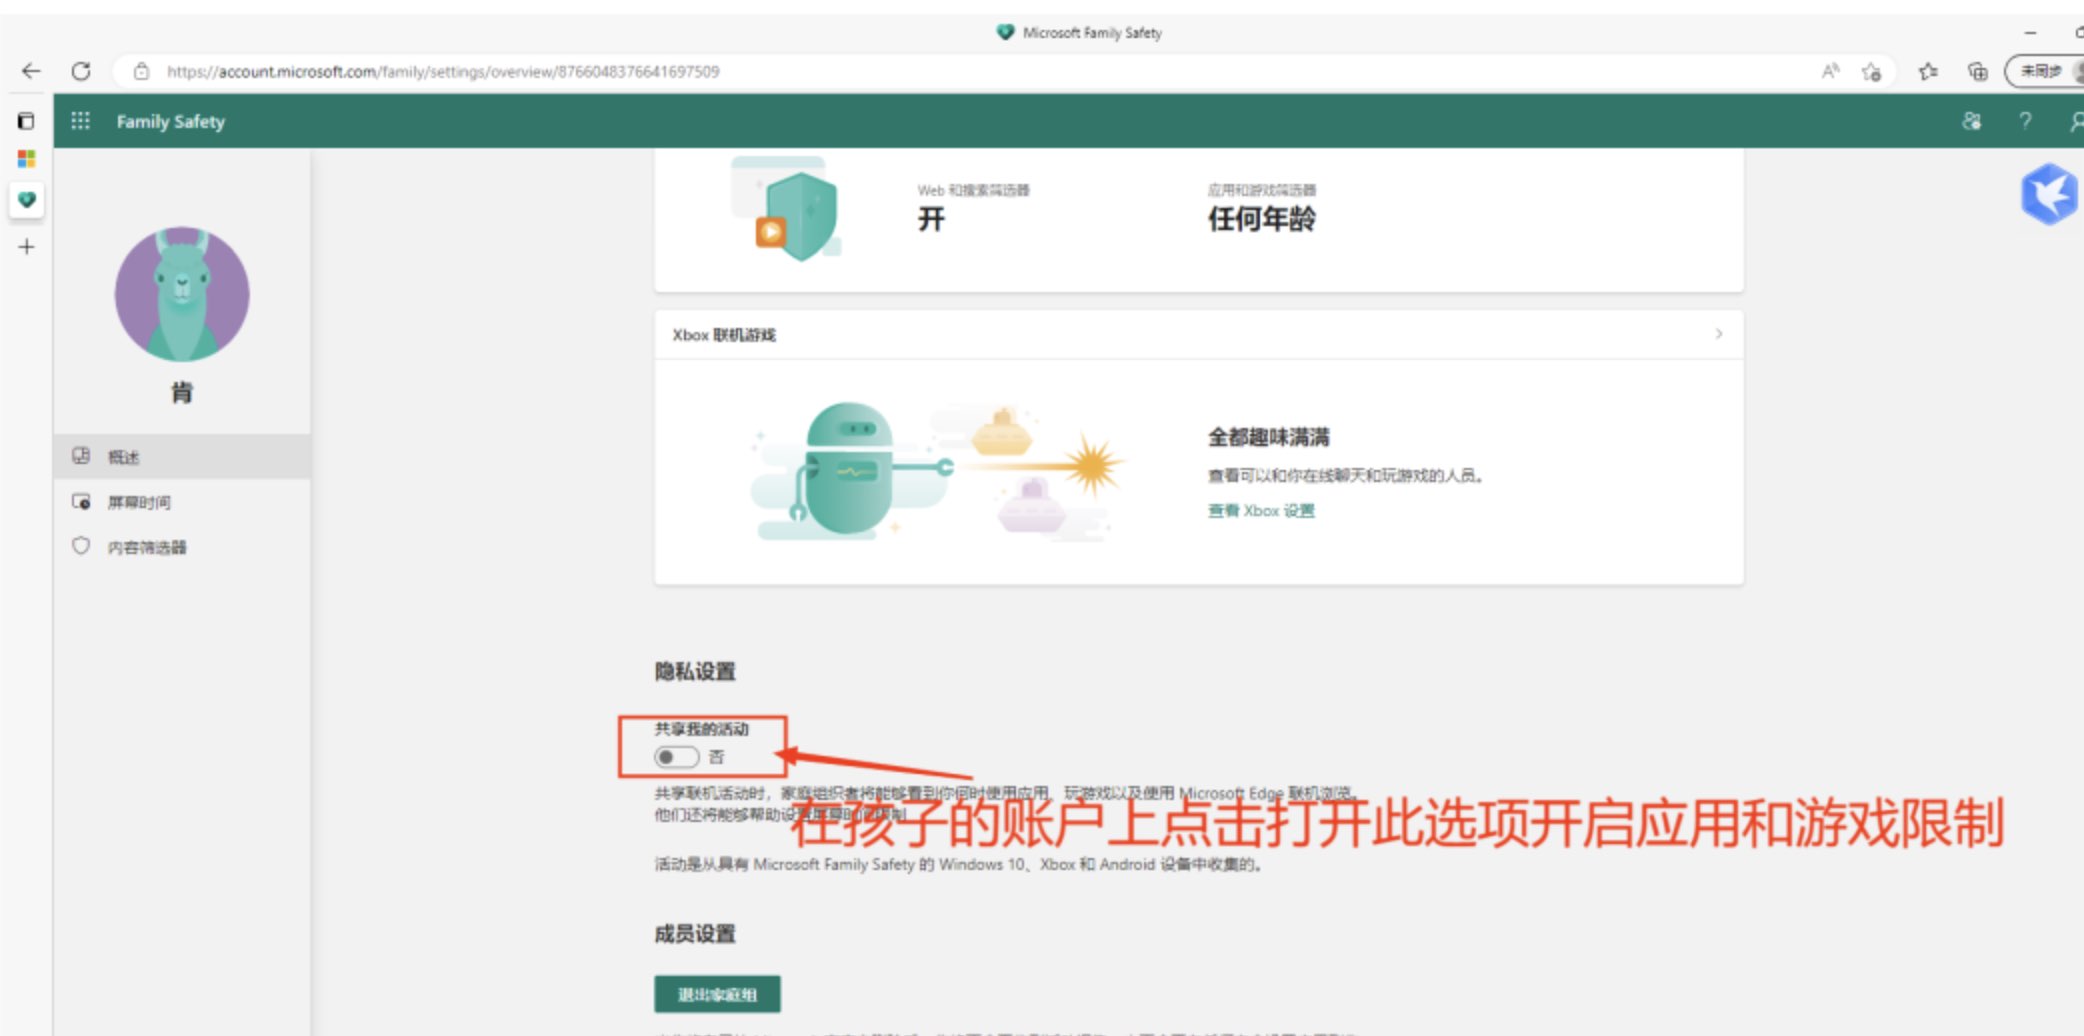 Microsoft Family Safety
https://account.microsoft.com/family/settings/overview/8766048376641697509
未同步
Family Safety
肯
概述
屏幕时间
内容筛选器
Web 和搜索筛选器
开
应用和游戏筛选器
任何年龄
Xbox 联机游戏
全都趣味满满
查看可以和你在线聊天和玩游戏的人员。
查看 Xbox 设置
隐私设置
共享我的活动
否
共享联机活动时，家庭组织者将能够看到你何时使用应用、玩游戏以及使用 Microsoft Edge 联机浏览。
他们还将能够帮助设置屏幕时间限制
在孩子的账户上点击打开此选项开启应用和游戏限制
活动是从具有 Microsoft Family Safety 的 Windows 10、Xbox 和 Android 设备中收集的。
成员设置
退出家庭组